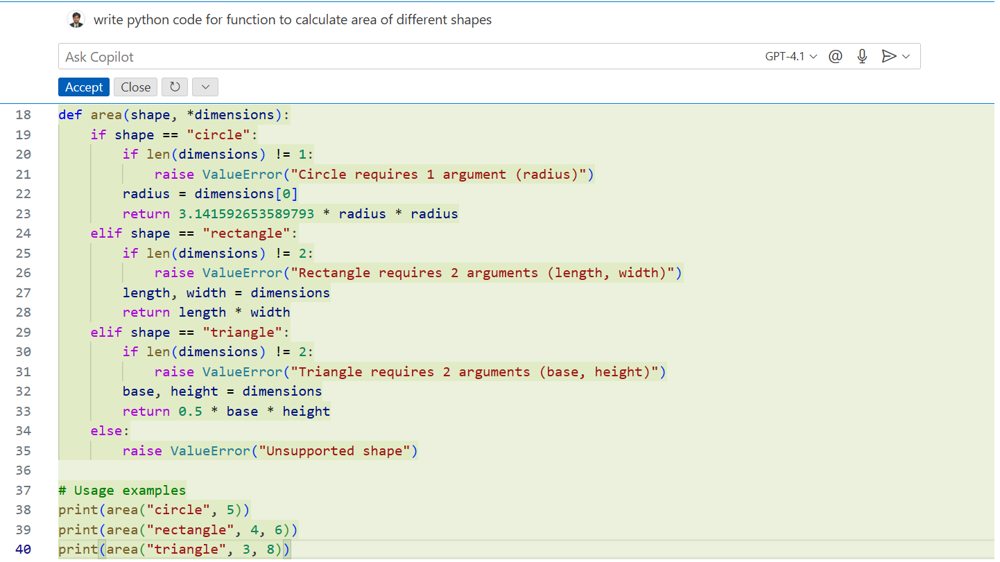 write python code for function to calculate area of different shapes
Ask Copilot GPT-4.1 @
Accept Close
18 def area(shape, *dimensions):
19     if shape == "circle":
20         if len(dimensions) != 1:
21             raise ValueError("Circle requires 1 argument (radius)")
22         radius = dimensions[0]
23         return 3.141592653589793 * radius * radius
24     elif shape == "rectangle":
25         if len(dimensions) != 2:
26             raise ValueError("Rectangle requires 2 arguments (length, width)")
27         length, width = dimensions
28         return length * width
29     elif shape == "triangle":
30         if len(dimensions) != 2:
31             raise ValueError("Triangle requires 2 arguments (base, height)")
32         base, height = dimensions
33         return 0.5 * base * height
34     else:
35         raise ValueError("Unsupported shape")
36
37 # Usage examples
38 print(area("circle", 5))
39 print(area("rectangle", 4, 6))
40 print(area("triangle", 3, 8))